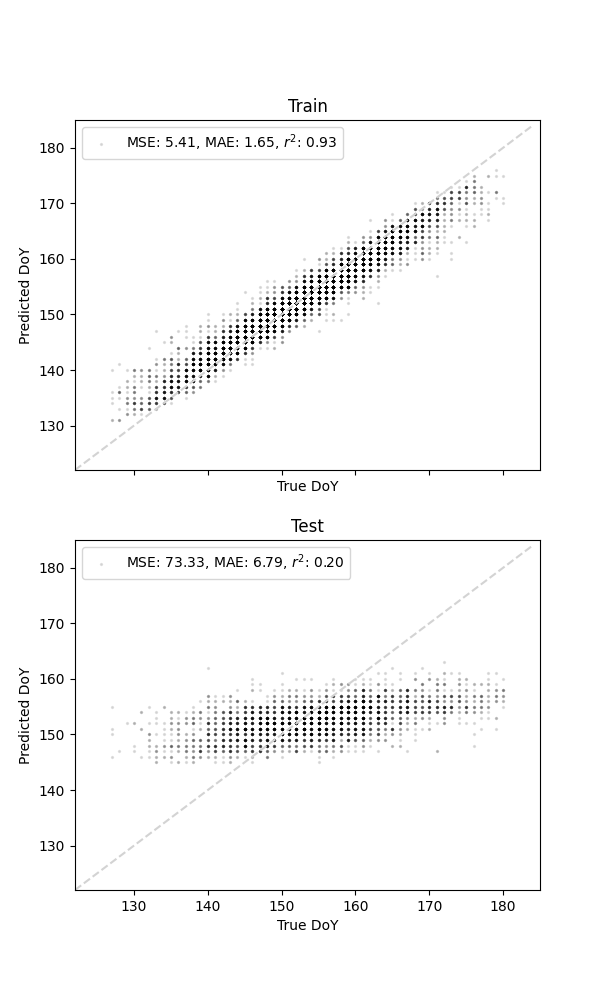 Train
MSE: 5.41, MAE: 1.65, r²: 0.93
180
170
160
150
140
130
Predicted DoY
True DoY
Test
MSE: 73.33, MAE: 6.79, r²: 0.20
180
170
160
150
140
130
Predicted DoY
130 140 150 160 170 180
True DoY